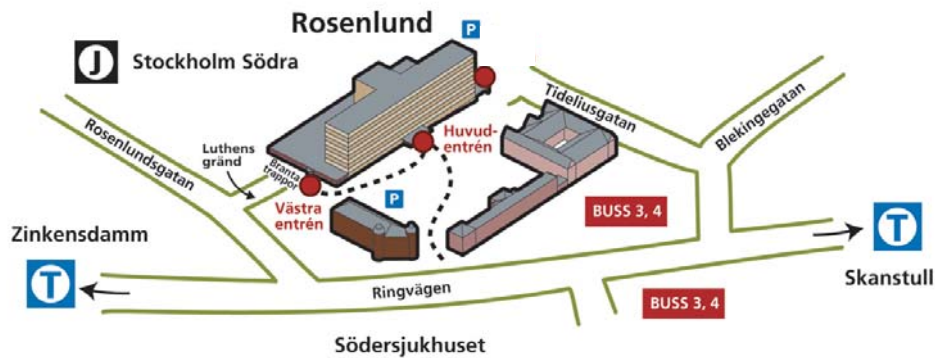 Rosenlund
P
J
Stockholm Södra
Tideliusgatan
Blekingegatan
Rosenlundsgatan
Luthens
gränd
Branta
trappor
Huvud-
entrén
Västra
entrén
P
BUSS 3, 4
Zinkensdamm
T
T
Skanstull
Ringvägen
BUSS 3, 4
Södersjukhuset